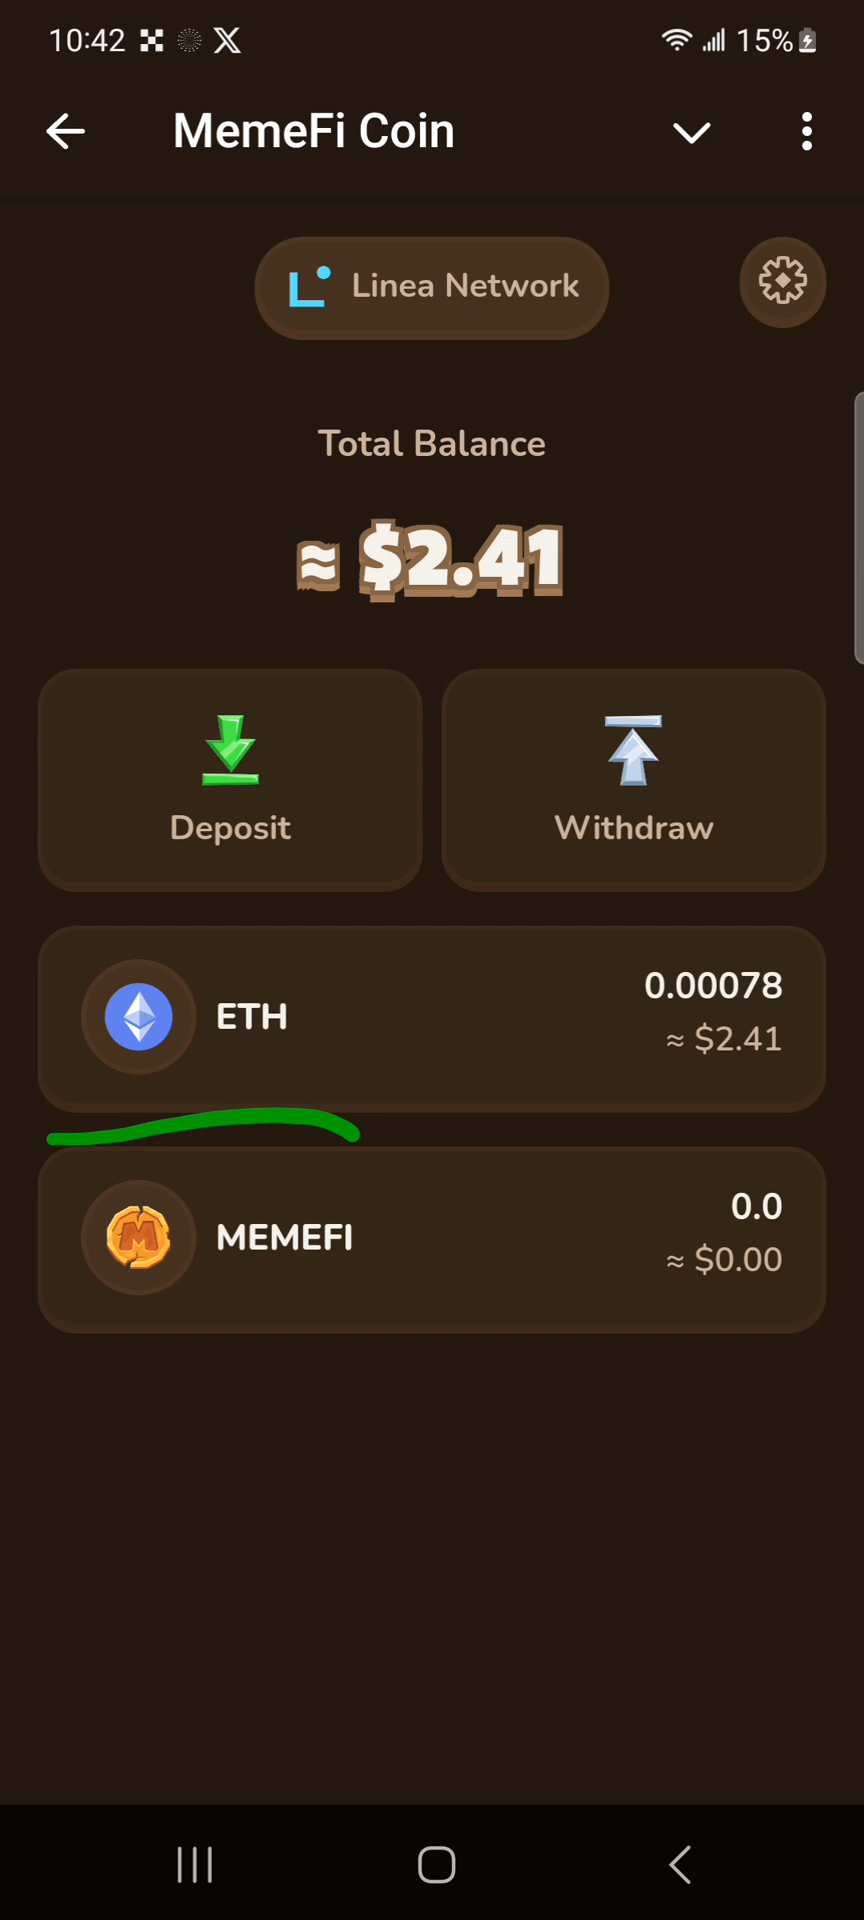 10:42 15%
MemeFi Coin
Linea Network
Total Balance
≈ $2.41
Deposit
Withdraw
ETH
0.00078
≈ $2.41
MEMEFI
0.0
≈ $0.00